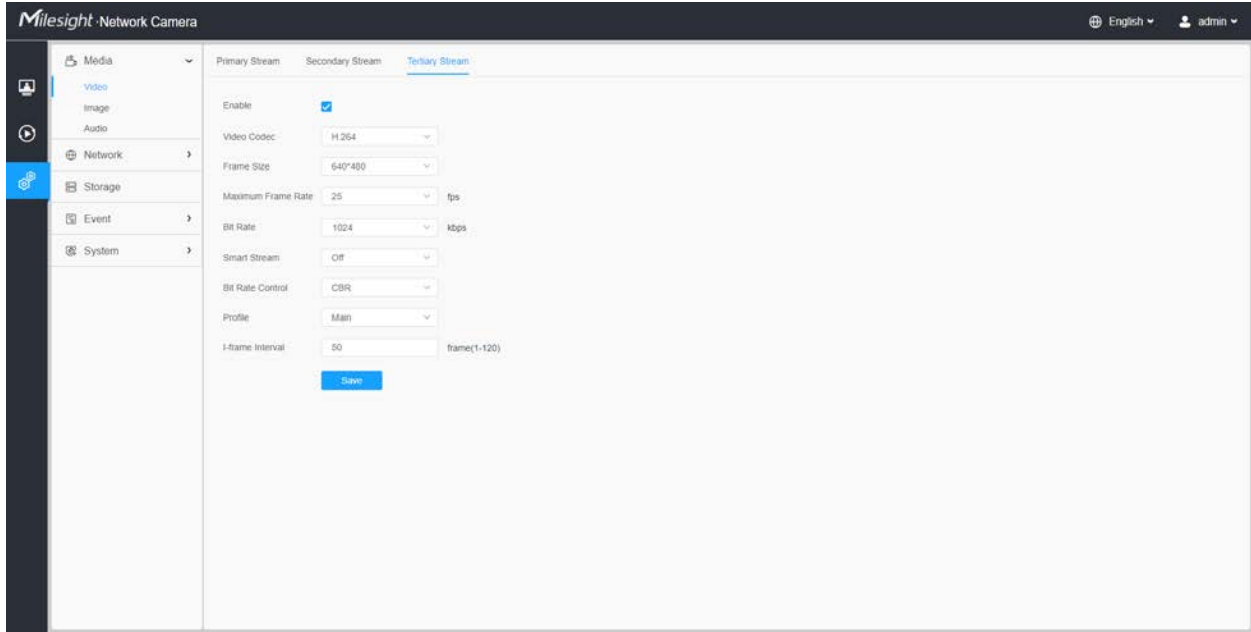 Milesight ·Network Camera English admin
Media
Video
Image
Audio
Network
Storage
Event
System
Primary Stream Secondary Stream Tertiary Stream
Enable
Video Codec H.264
Frame Size 640*480
Maximum Frame Rate 25 fps
Bit Rate 1024 kbps
Smart Stream Off
Bit Rate Control CBR
Profile Main
I-frame Interval 50 frame(1-120)
Save